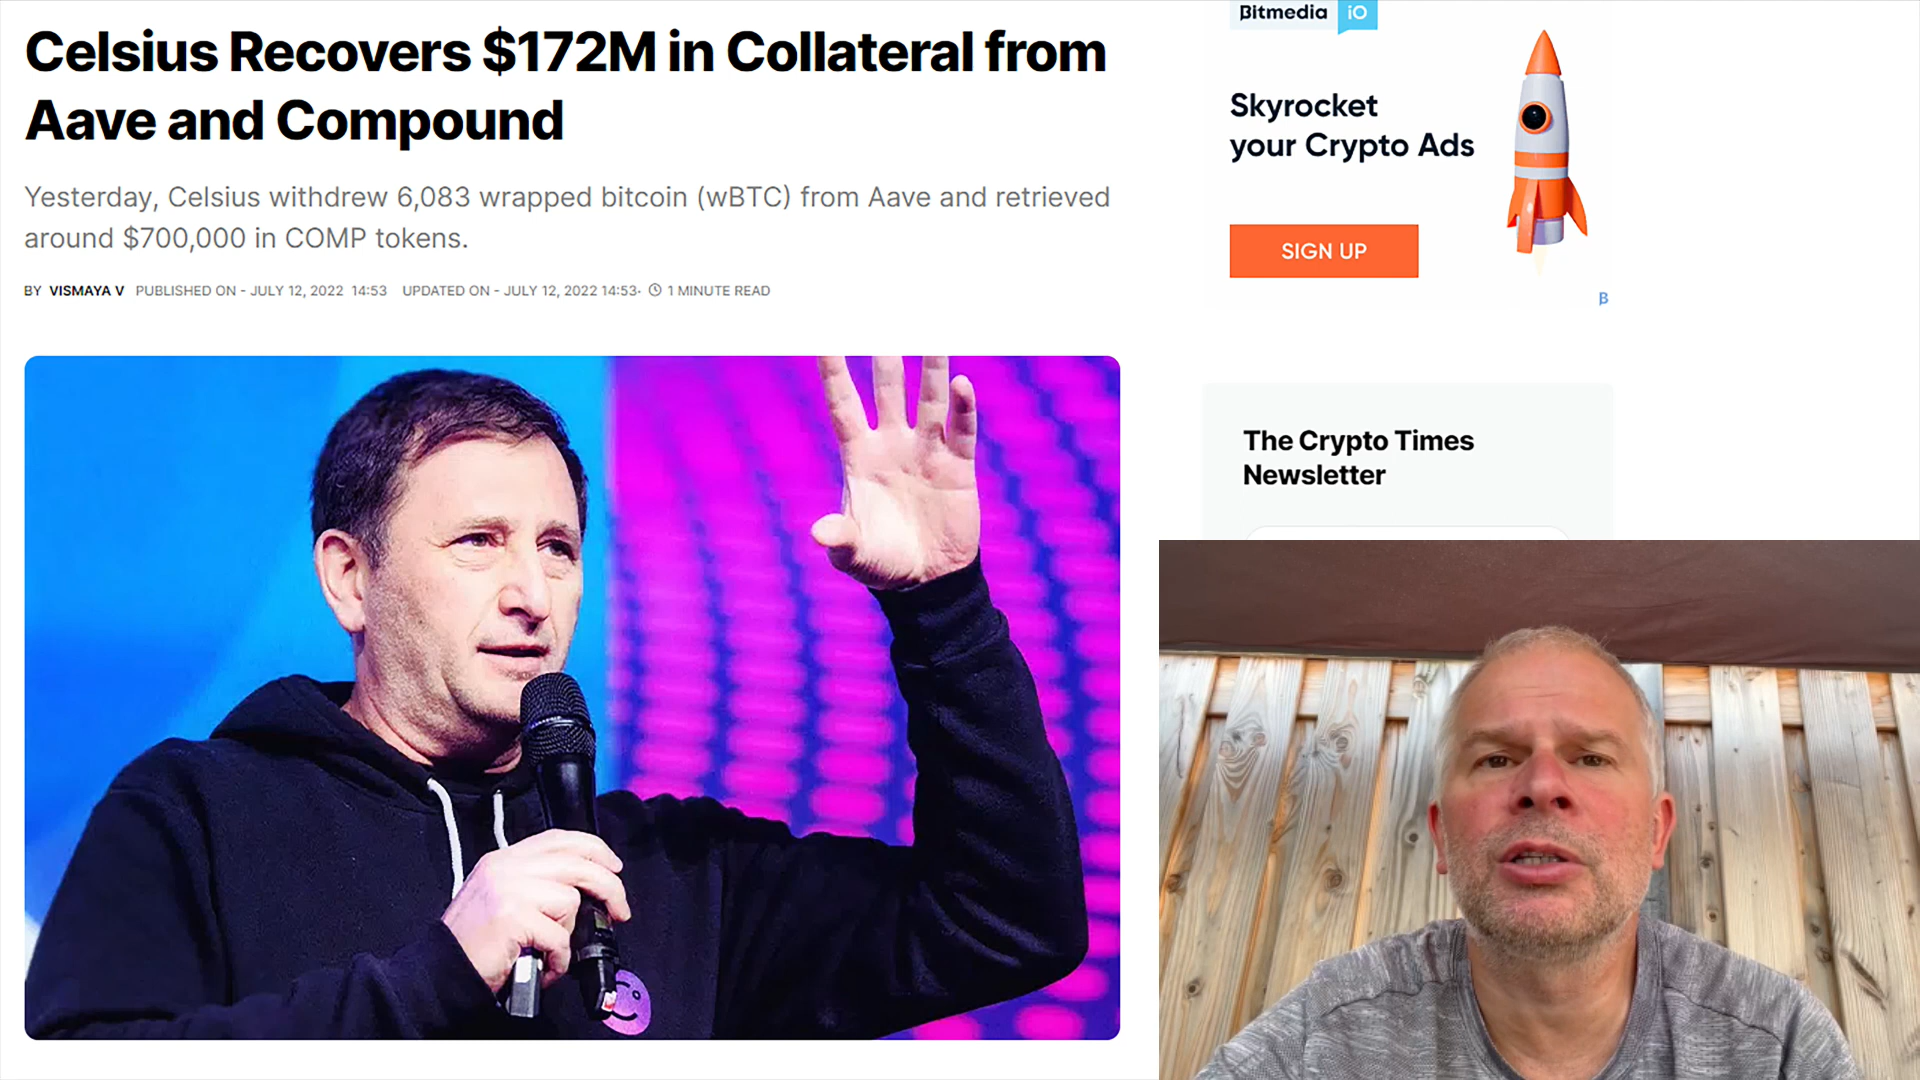 Celsius Recovers $172M in Collateral from
Aave and Compound
Yesterday, Celsius withdrew 6,083 wrapped bitcoin (wBTC) from Aave and retrieved
around $700,000 in COMP tokens.
BY VISMAYA V PUBLISHED ON - JULY 12, 2022 14:53 UPDATED ON - JULY 12, 2022 14:53· 1 MINUTE READ
Bitmedia iO
Skyrocket
your Crypto Ads
SIGN UP
The Crypto Times
Newsletter